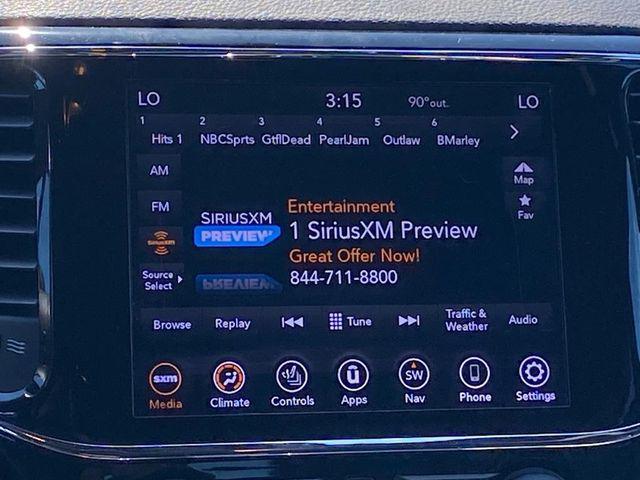 LO 3:15 90° out. LO
1 2 3 4 5 6
Hits 1 NBCSprts GtflDead PearlJam Outlaw BMarley
AM
Map
FM
Fav
SiriusXM
Source
Select
SIRIUSXM
PREVIEW
Entertainment
1 SiriusXM Preview
Great Offer Now!
844-711-8800
PREVIEW
Browse Replay Tune Traffic &
Weather Audio
sxm SW
Media Climate Controls Apps Nav Phone Settings